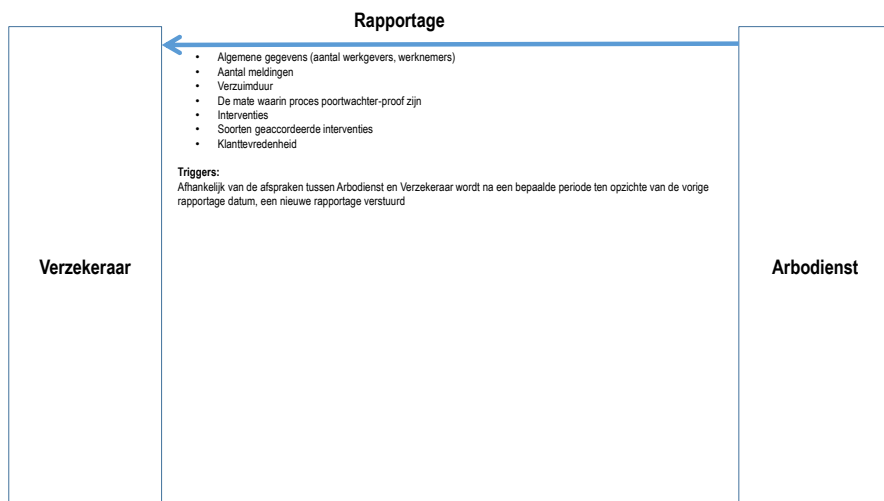 Rapportage
• Algemene gegevens (aantal werkgevers, werknemers)
• Aantal meldingen
• Verzuimduur
• De mate waarin proces poortwachter-proof zijn
• Interventies
• Soorten geaccordeerde interventies
• Klanttevredenheid
Triggers:
Afhankelijk van de afspraken tussen Arbodienst en Verzekeraar wordt na een bepaalde periode ten opzichte van de vorige
rapportage datum, een nieuwe rapportage verstuurd
Verzekeraar
Arbodienst